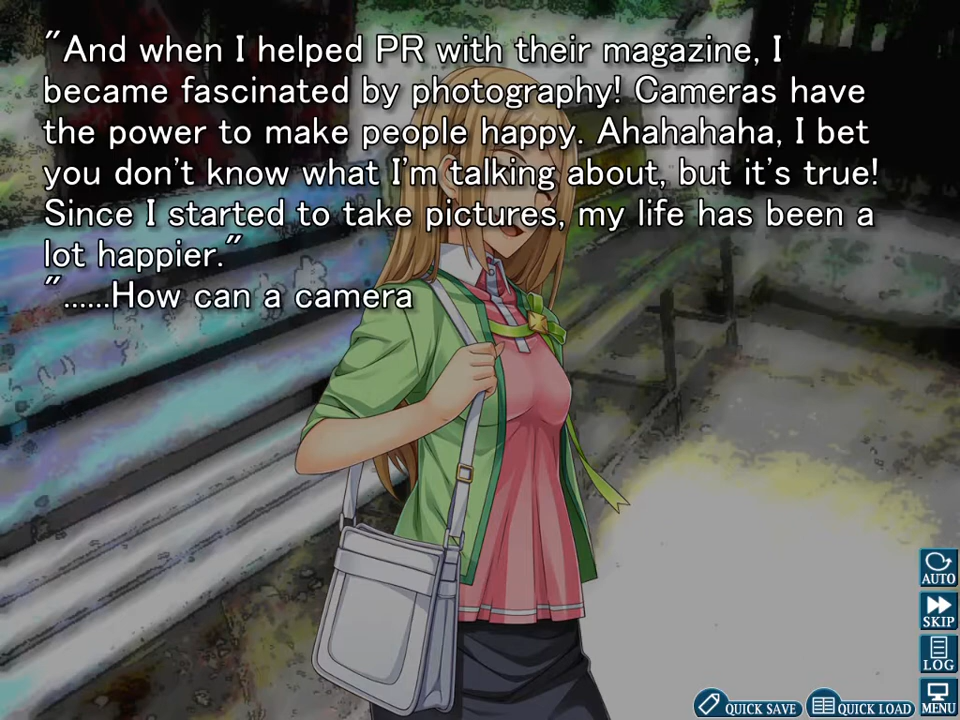 "And when I helped PR with their magazine, I
became fascinated by photography! Cameras have
the power to make people happy. Ahahahaha, I bet
you don't know what I'm talking about, but it's true!
Since I started to take pictures, my life has been a
lot happier."
"......How can a camera
AUTO
SKIP
LOG
QUICK SAVE
QUICK LOAD
MENU